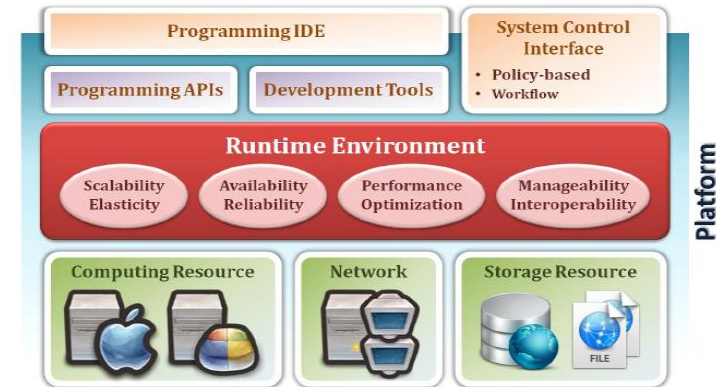 Programming IDE
System Control
Interface
• Policy-based
• Workflow
Programming APIs
Development Tools
Runtime Environment
Scalability
Elasticity
Availability
Reliability
Performance
Optimization
Manageability
Interoperability
Platform
Computing Resource
Network
Storage Resource
FILE